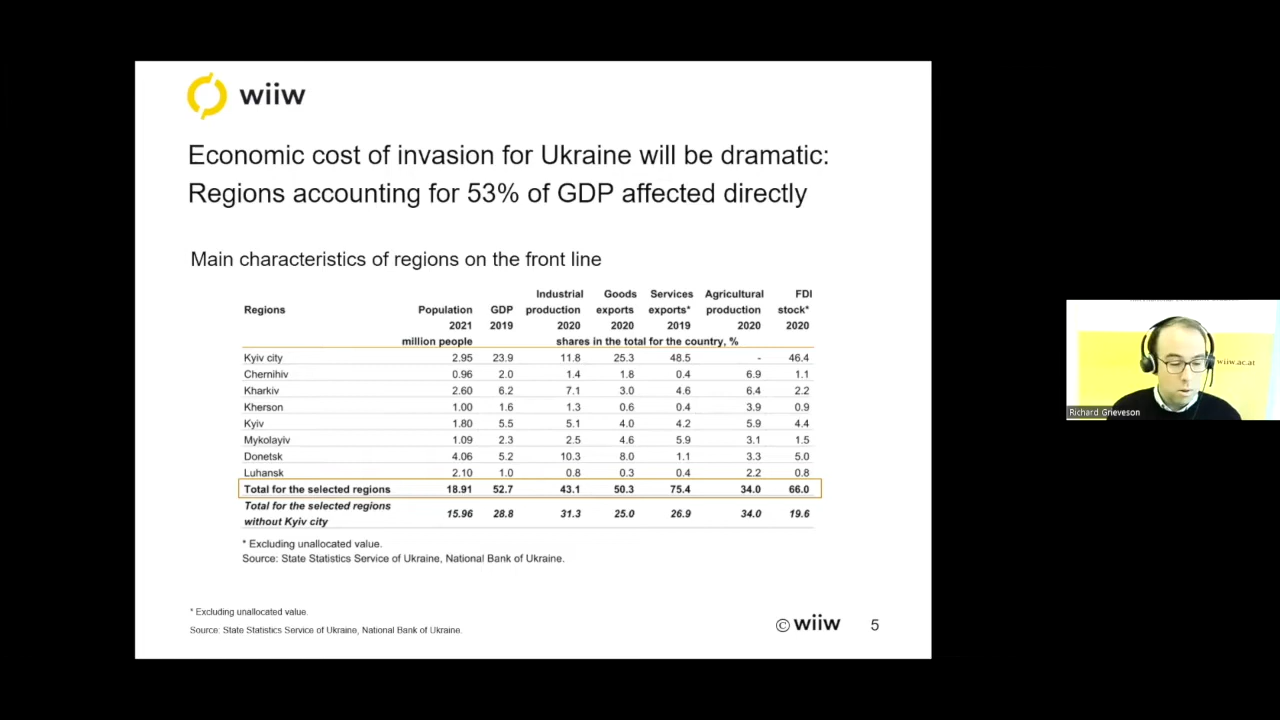 wiiw
Economic cost of invasion for Ukraine will be dramatic:
Regions accounting for 53% of GDP affected directly
Main characteristics of regions on the front line
Industrial Goods Services Agricultural FDI
Regions Population GDP production exports exports* production stock*
2021 2019 2020 2020 2019 2020 2020
million people shares in the total for the country, %
Kyiv city 2.95 23.9 11.8 25.3 48.5 - 46.4
Chernihiv 0.96 2.0 1.4 1.8 0.4 6.9 1.1
Kharkiv 2.60 6.2 7.1 3.0 4.6 6.4 2.2
Kherson 1.00 1.6 1.3 0.6 0.4 3.9 0.9
Kyiv 1.80 5.5 5.1 4.0 4.2 5.9 4.4
Mykolayiv 1.09 2.3 2.5 4.6 5.9 3.1 1.5
Donetsk 4.06 5.2 10.3 8.0 1.1 3.3 5.0
Luhansk 2.10 1.0 0.8 0.3 0.4 2.2 0.8
Total for the selected regions 18.91 52.7 43.1 50.3 75.4 34.0 66.0
Total for the selected regions
without Kyiv city 15.96 28.8 31.3 25.0 26.9 34.0 19.6
* Excluding unallocated value.
Source: State Statistics Service of Ukraine, National Bank of Ukraine.
* Excluding unallocated value.
Source: State Statistics Service of Ukraine, National Bank of Ukraine.
© wiiw 5
wiiw.ac.at
Richard Grieveson